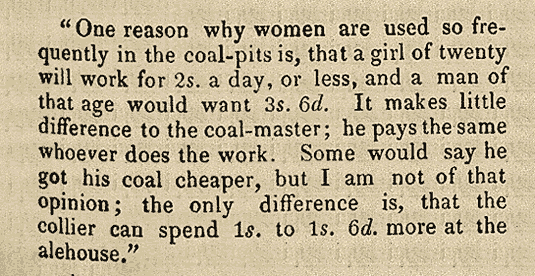 “One reason why women are used so fre-
quently in the coal-pits is, that a girl of twenty
will work for 2s. a day, or less, and a man of
that age would want 3s. 6d. It makes little
difference to the coal-master; he pays the same
whoever does the work. Some would say he
got his coal cheaper, but I am not of that
opinion; the only difference is, that the
collier can spend 1s. to 1s. 6d. more at the
alehouse.”